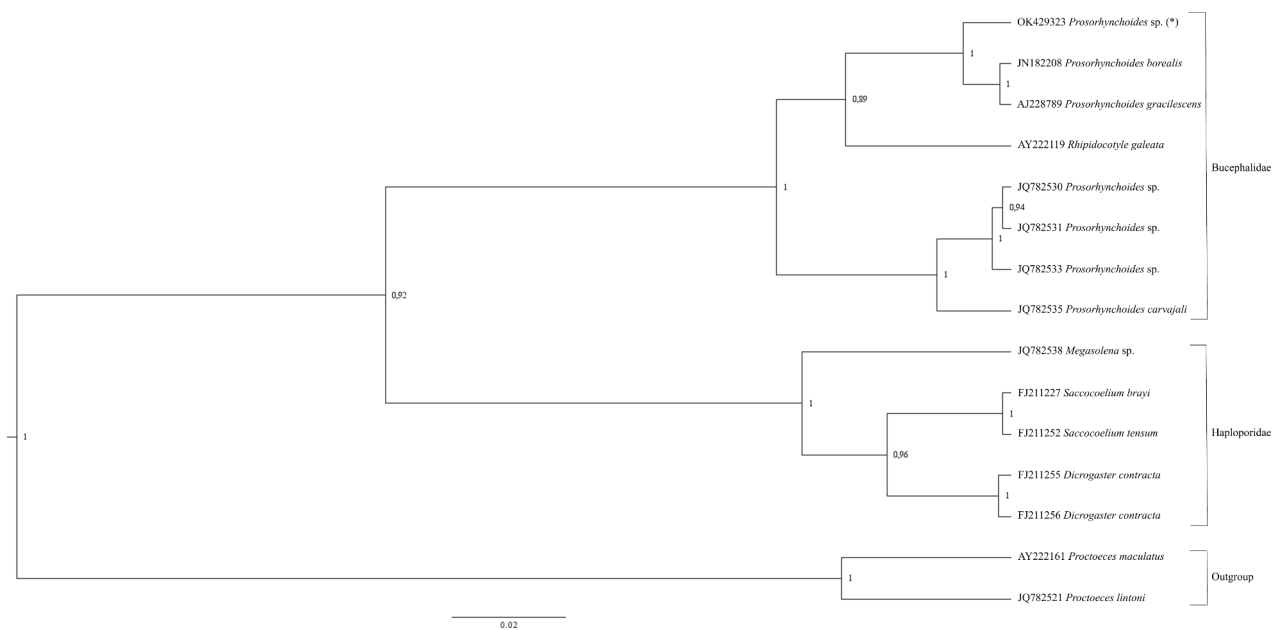 OK429323 Prosorhynchoides sp. (*)
1
JN182208 Prosorhynchoides borealis
1
0,89
AJ228789 Prosorhynchoides gracilescens
AY222119 Rhipidocotyle galeata
Bucephalidae
1
JQ782530 Prosorhynchoides sp.
0,94
JQ782531 Prosorhynchoides sp.
1
JQ782533 Prosorhynchoides sp.
1
0,92
JQ782535 Prosorhynchoides carvajali
JQ782538 Megasolena sp.
FJ211227 Saccocoelium brayi
1
1
FJ211252 Saccocoelium tensum
Haploporidae
1
0,96
FJ211255 Dicrogaster contracta
1
FJ211256 Dicrogaster contracta
AY222161 Proctoeces maculatus
1
Outgroup
JQ782521 Proctoeces lintoni
0.02